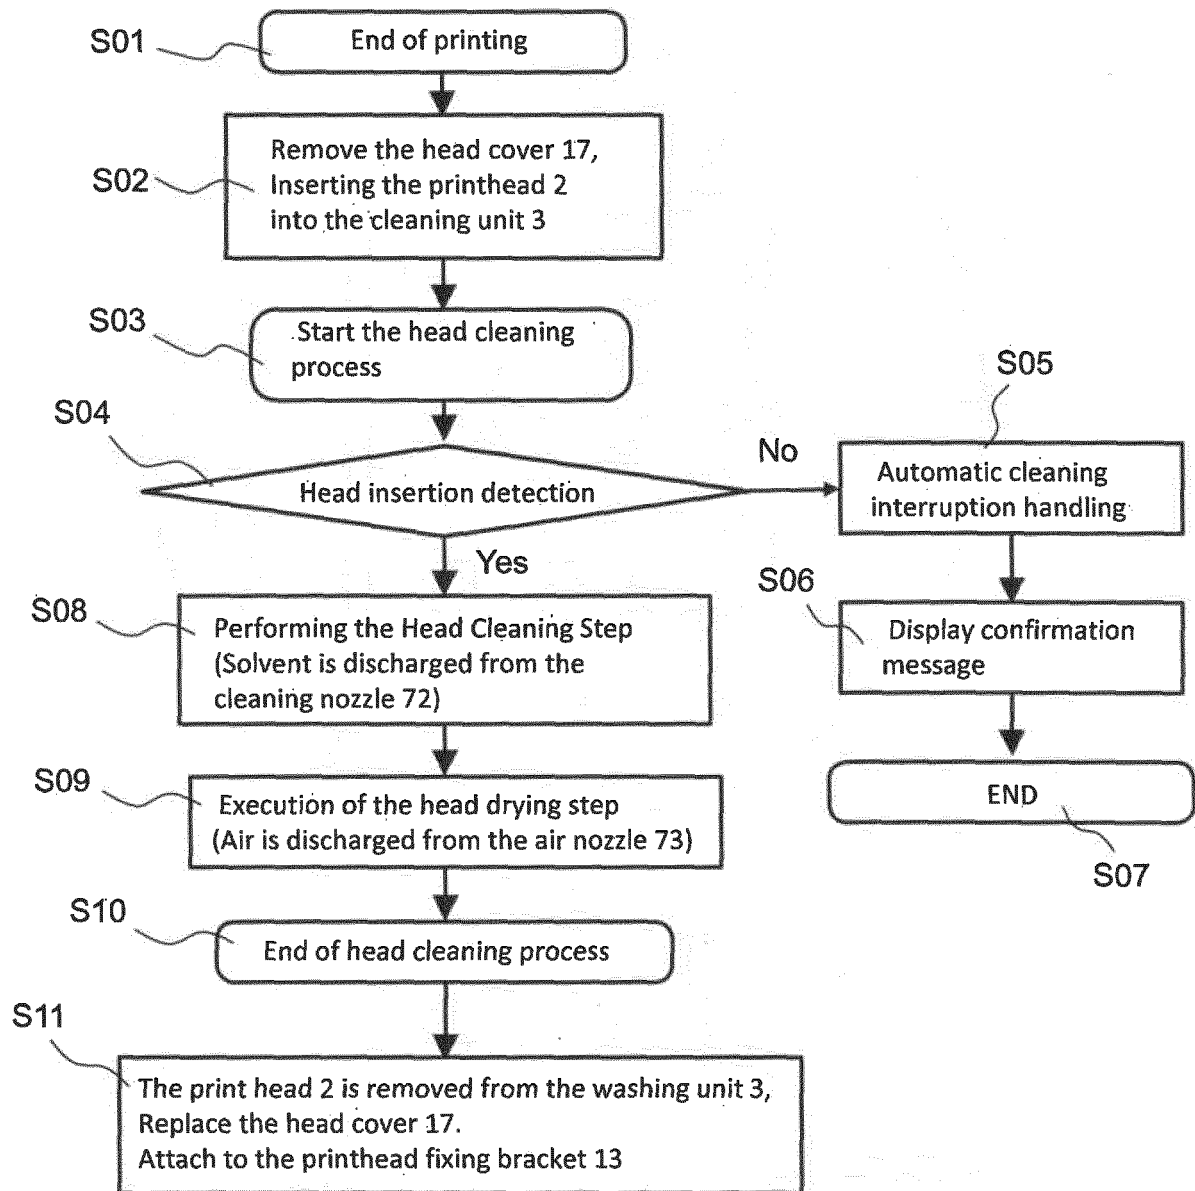 S01
End of printing
S02
Remove the head cover 17,
Inserting the printhead 2
into the cleaning unit 3
S03
Start the head cleaning
process
S04
Head insertion detection
No
Yes
S05
Automatic cleaning
interruption handling
S06
Display confirmation
message
END
S07
S08
Performing the Head Cleaning Step
(Solvent is discharged from the
cleaning nozzle 72)
S09
Execution of the head drying step
(Air is discharged from the air nozzle 73)
S10
End of head cleaning process
S11
The print head 2 is removed from the washing unit 3,
Replace the head cover 17.
Attach to the printhead fixing bracket 13